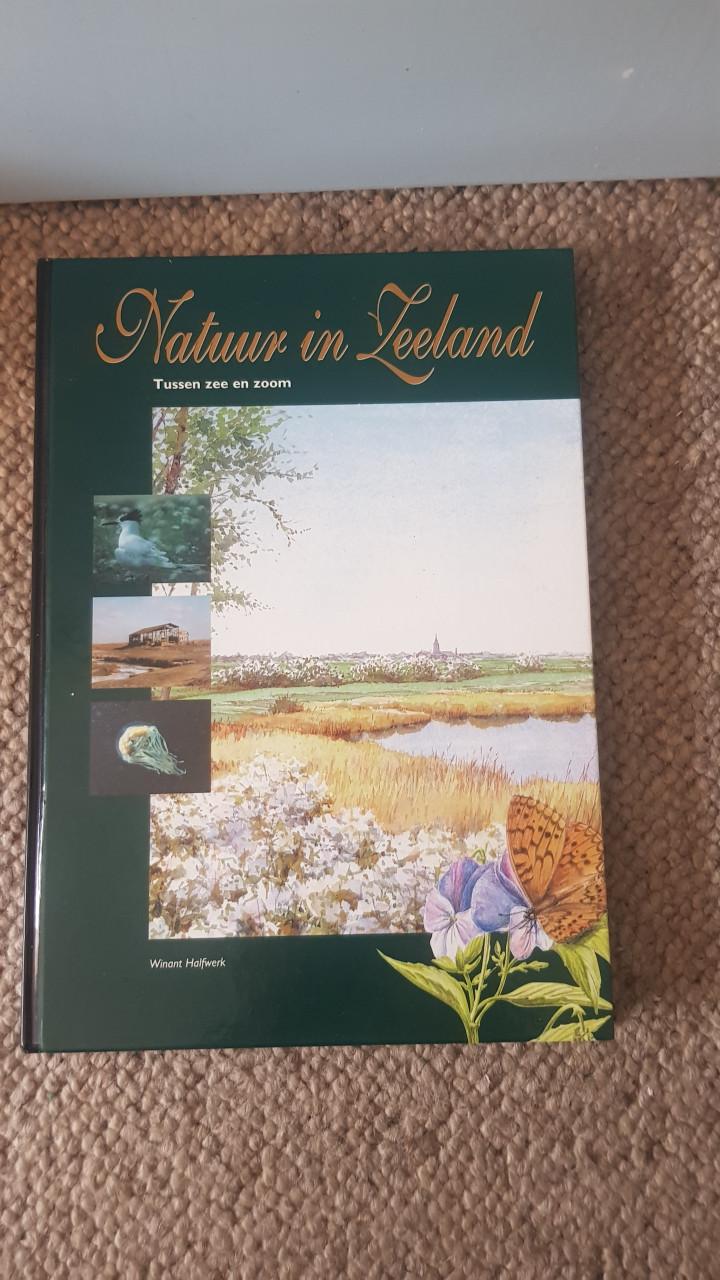 Natuur in Zeeland
Tussen zee en zoom
Winant Halfwerk